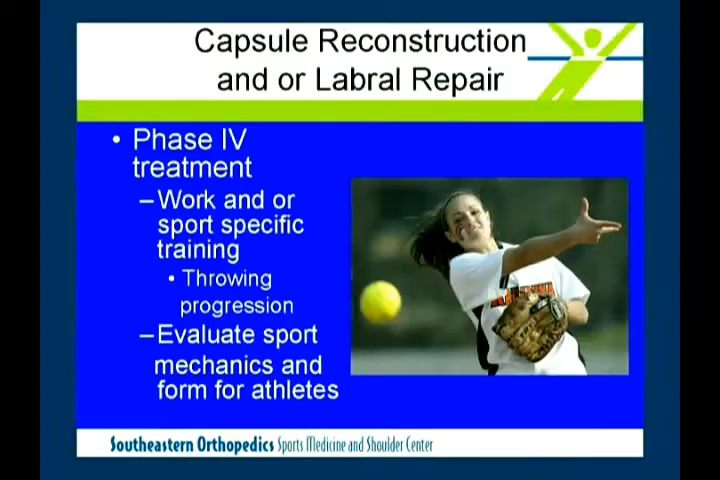 Capsule Reconstruction
and or Labral Repair
• Phase IV
treatment
–Work and or
sport specific
training
• Throwing
progression
–Evaluate sport
mechanics and
form for athletes
Southeastern Orthopedics Sports Medicine and Shoulder Center